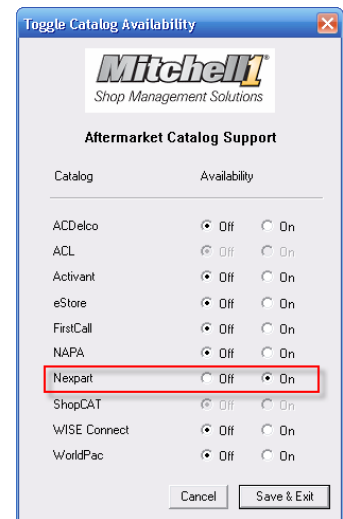 Toggle Catalog Availability
Mitchell1
Shop Management Solutions
Aftermarket Catalog Support
Catalog Availability
ACDelco Off On
ACL Off On
Activant Off On
eStore Off On
FirstCall Off On
NAPA Off On
Nexpart Off On
ShopCAT Off On
WISE Connect Off On
WorldPac Off On
Cancel Save & Exit